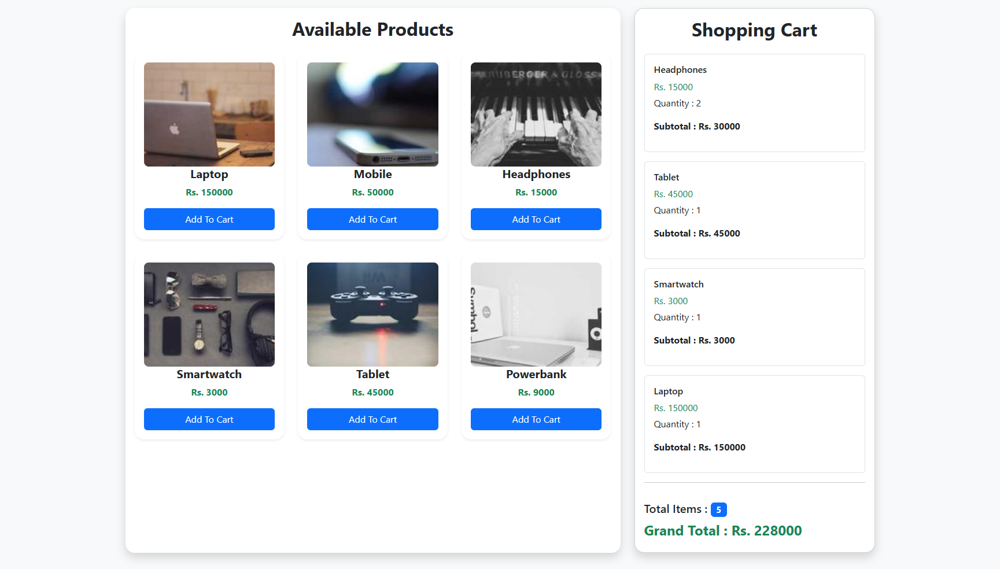 Available Products
KRUBERGER & GLOSS
Laptop
Rs. 150000
Add To Cart
Mobile
Rs. 50000
Add To Cart
Headphones
Rs. 15000
Add To Cart
Symbol
Smartwatch
Rs. 3000
Add To Cart
Tablet
Rs. 45000
Add To Cart
Powerbank
Rs. 9000
Add To Cart
Shopping Cart
Headphones
Rs. 15000
Quantity : 2
Subtotal : Rs. 30000
Tablet
Rs. 45000
Quantity : 1
Subtotal : Rs. 45000
Smartwatch
Rs. 3000
Quantity : 1
Subtotal : Rs. 3000
Laptop
Rs. 150000
Quantity : 1
Subtotal : Rs. 150000
Total Items : 5
Grand Total : Rs. 228000